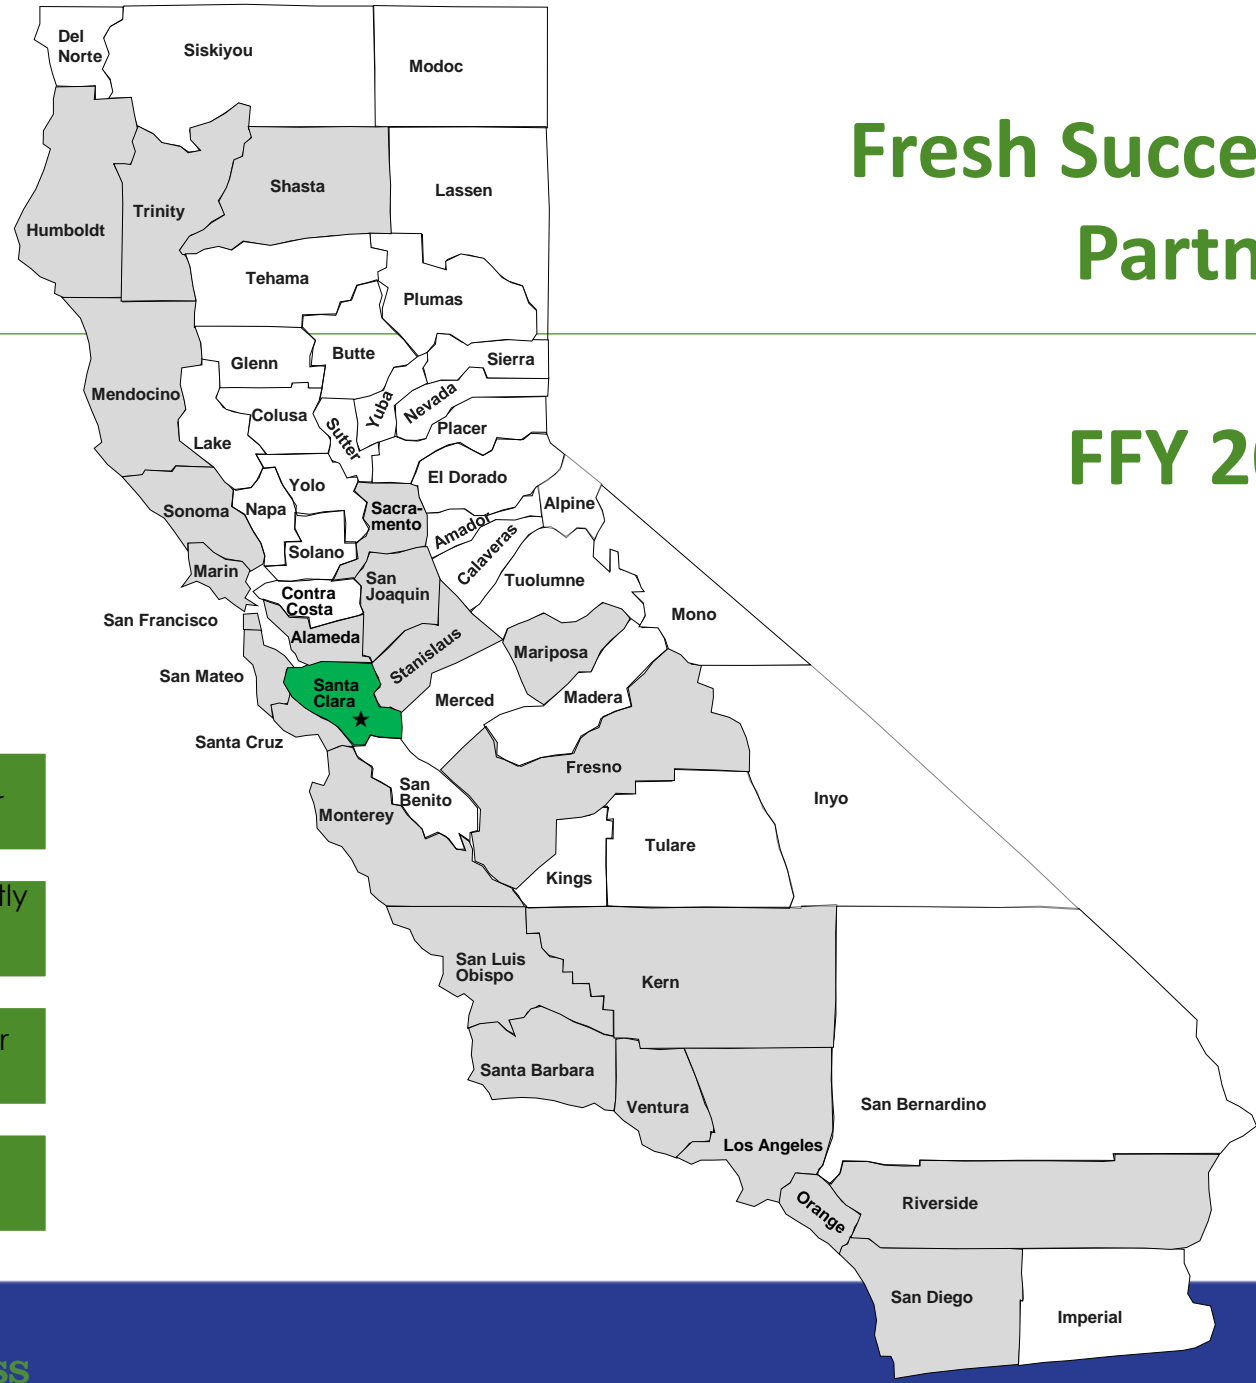 Del
Norte
Siskiyou
Modoc
Fresh Succe
Shasta
Lassen
Trinity
Humboldt
Partn
Tehama
Plumas
Glenn
Butte
Sierra
Mendocino
Yuba
Nevada
Colusa
Sutter
Placer
Lake
FFY 20
El Dorado
Yolo
Napa
Sonoma
Sacra-
mento
Alpine
Amador
Solano
Calaveras
Marin
San
Joaquin
Tuolumne
Contra
Costa
Mono
San Francisco
Alameda
Stanislaus
Mariposa
San Mateo
Santa
Clara
Merced
Madera
Santa Cruz
Fresno
San
Benito
Inyo
Monterey
Tulare
Kings
tly
San Luis
Obispo
Kern
r
Santa Barbara
Ventura
San Bernardino
Los Angeles
Orange
Riverside
San Diego
Imperial
ss